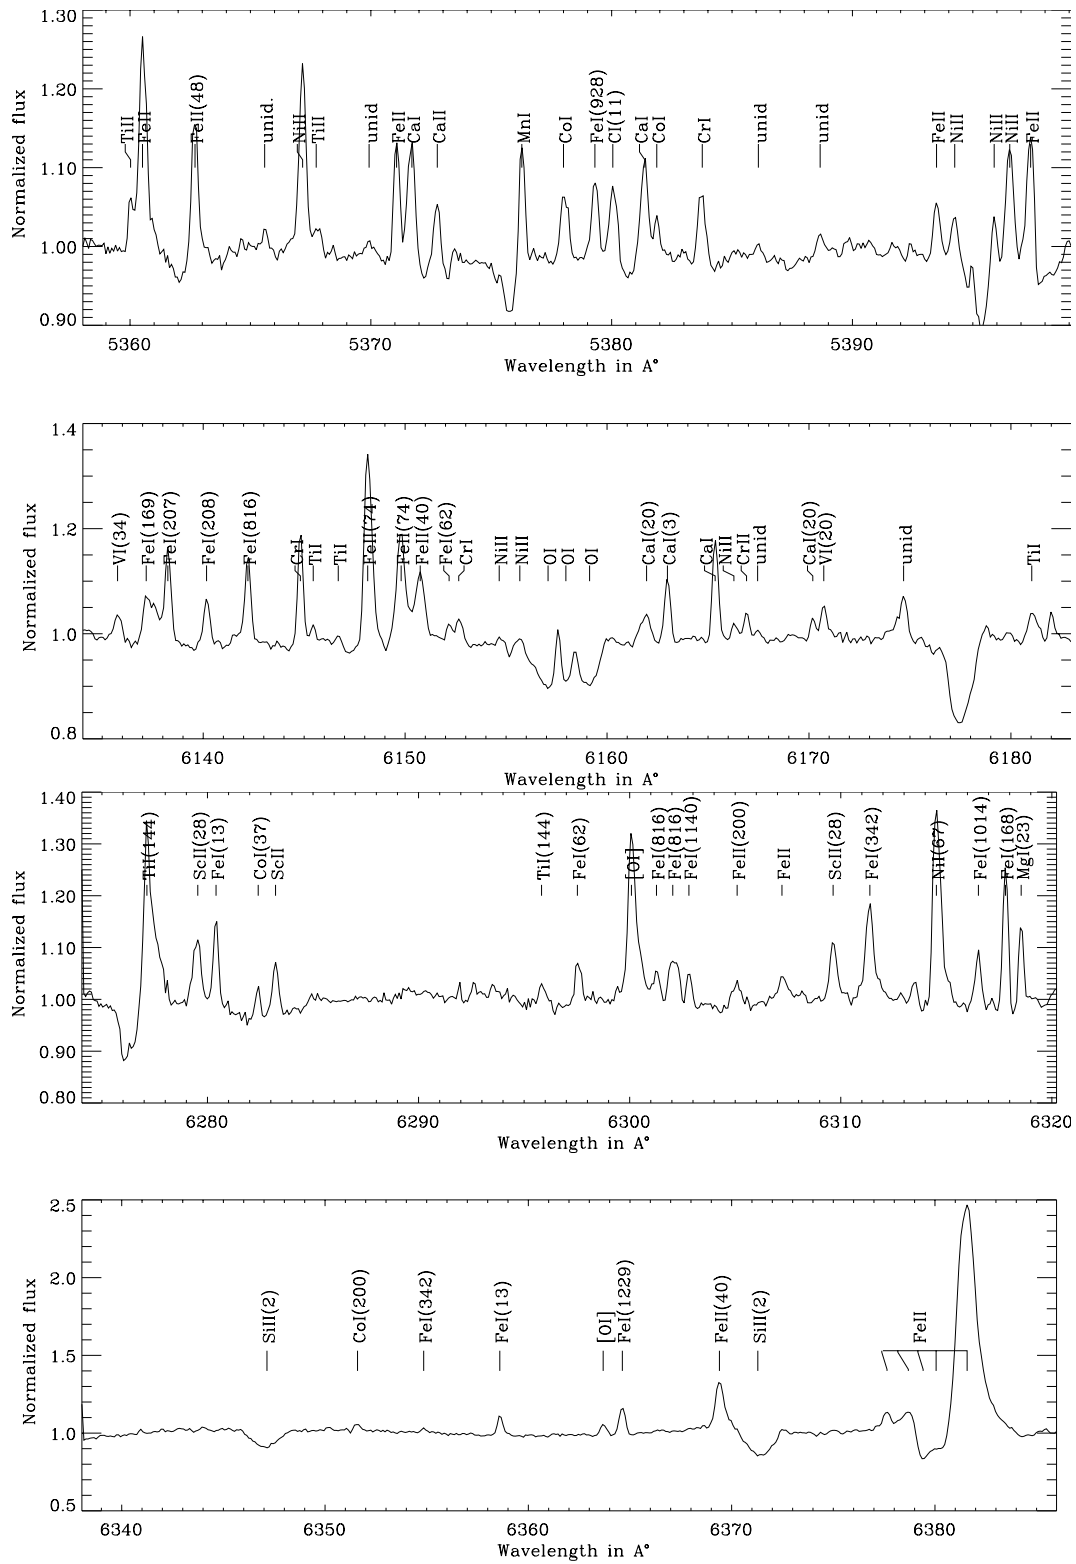 1.30
1.20
1.10
1.00
0.90
Normalized flux
TiII
FeII
FeII(48)
unid.
NiII
TiII
unid
FeII
CaI
CaII
MnI
CoI
FeI(928)
CI(11)
CaI
CoI
CrI
unid
unid
FeII
NiII
NiII
NiII
FeII
5360
5370
5380
5390
Wavelength in A°
1.4
1.2
1.0
0.8
Normalized flux
VI(34)
FeI(169)
FeI(207)
FeI(208)
FeI(816)
CrI
TiI
TiI
FeII(74)
FeII(74)
FeII(40)
FeI(62)
CrI
NiII
NiII
OI
OI
OI
CaI(20)
CaI(3)
CaI
NiII
CrII
unid
CaI(20)
VI(20)
unid
TiI
6140
6150
6160
6170
6180
Wavelength in A°
1.40
1.30
1.20
1.10
1.00
0.90
0.80
Normalized flux
TiI(144)
ScII(28)
FeI(13)
CoI(37)
ScII
TiI(144)
FeI(62)
[OI]
FeI(816)
FeI(816)
FeI(1140)
FeII(200)
FeII
ScII(28)
FeI(342)
NiI(67)
FeI(1014)
FeI(168)
MgI(23)
6280
6290
6300
6310
6320
Wavelength in A°
2.5
2.0
1.5
1.0
0.5
Normalized flux
SiII(2)
CoI(200)
FeI(342)
FeI(13)
[OI]
FeI(1229)
FeII(40)
SiII(2)
FeII
6340
6350
6360
6370
6380
Wavelength in A°